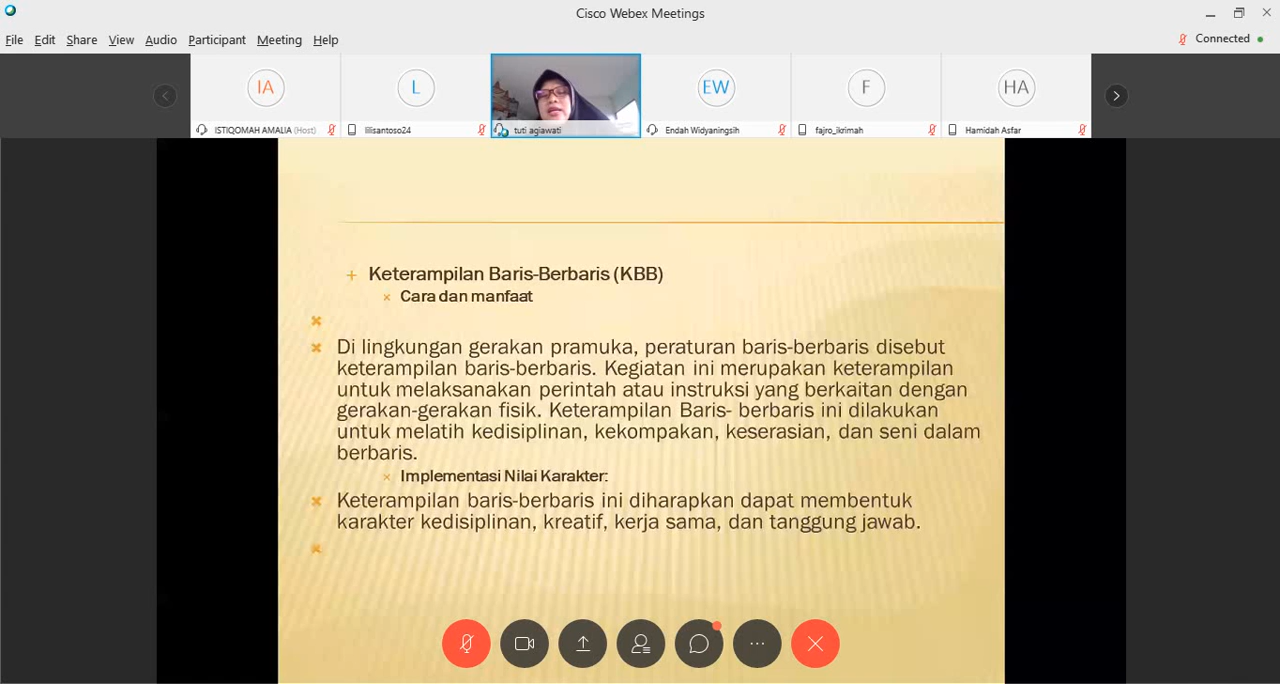 Cisco Webex Meetings
File Edit Share View Audio Participant Meeting Help
Connected
IA
L
EW
F
HA
ISTIQOMAH AMALIA (Host)
lilisantoso24
tuti agiawati
Endah Widyaningsih
fajro_ikrimah
Hamidah Asfar
Keterampilan Baris-Berbaris (KBB)
Cara dan manfaat
Di lingkungan gerakan pramuka, peraturan baris-berbaris disebut
keterampilan baris-berbaris. Kegiatan ini merupakan keterampilan
untuk melaksanakan perintah atau instruksi yang berkaitan dengan
gerakan-gerakan fisik. Keterampilan Baris- berbaris ini dilakukan
untuk melatih kedisiplinan, kekompakan, keserasian, dan seni dalam
berbaris.
Implementasi Nilai Karakter:
Keterampilan baris-berbaris ini diharapkan dapat membentuk
karakter kedisiplinan, kreatif, kerja sama, dan tanggung jawab.